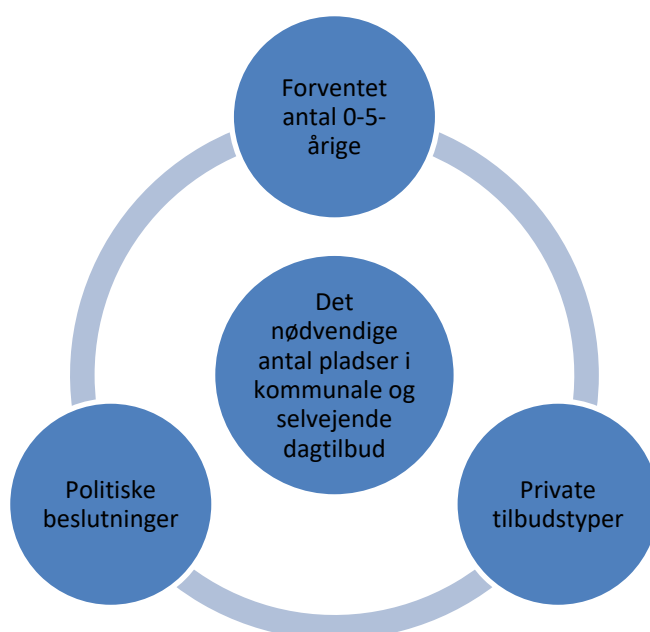 Forventet
antal 0-5-
årige
Det
nødvendige
antal pladser i
kommunale og
selvejende
dagtilbud
Politiske
beslutninger
Private
tilbudstyper